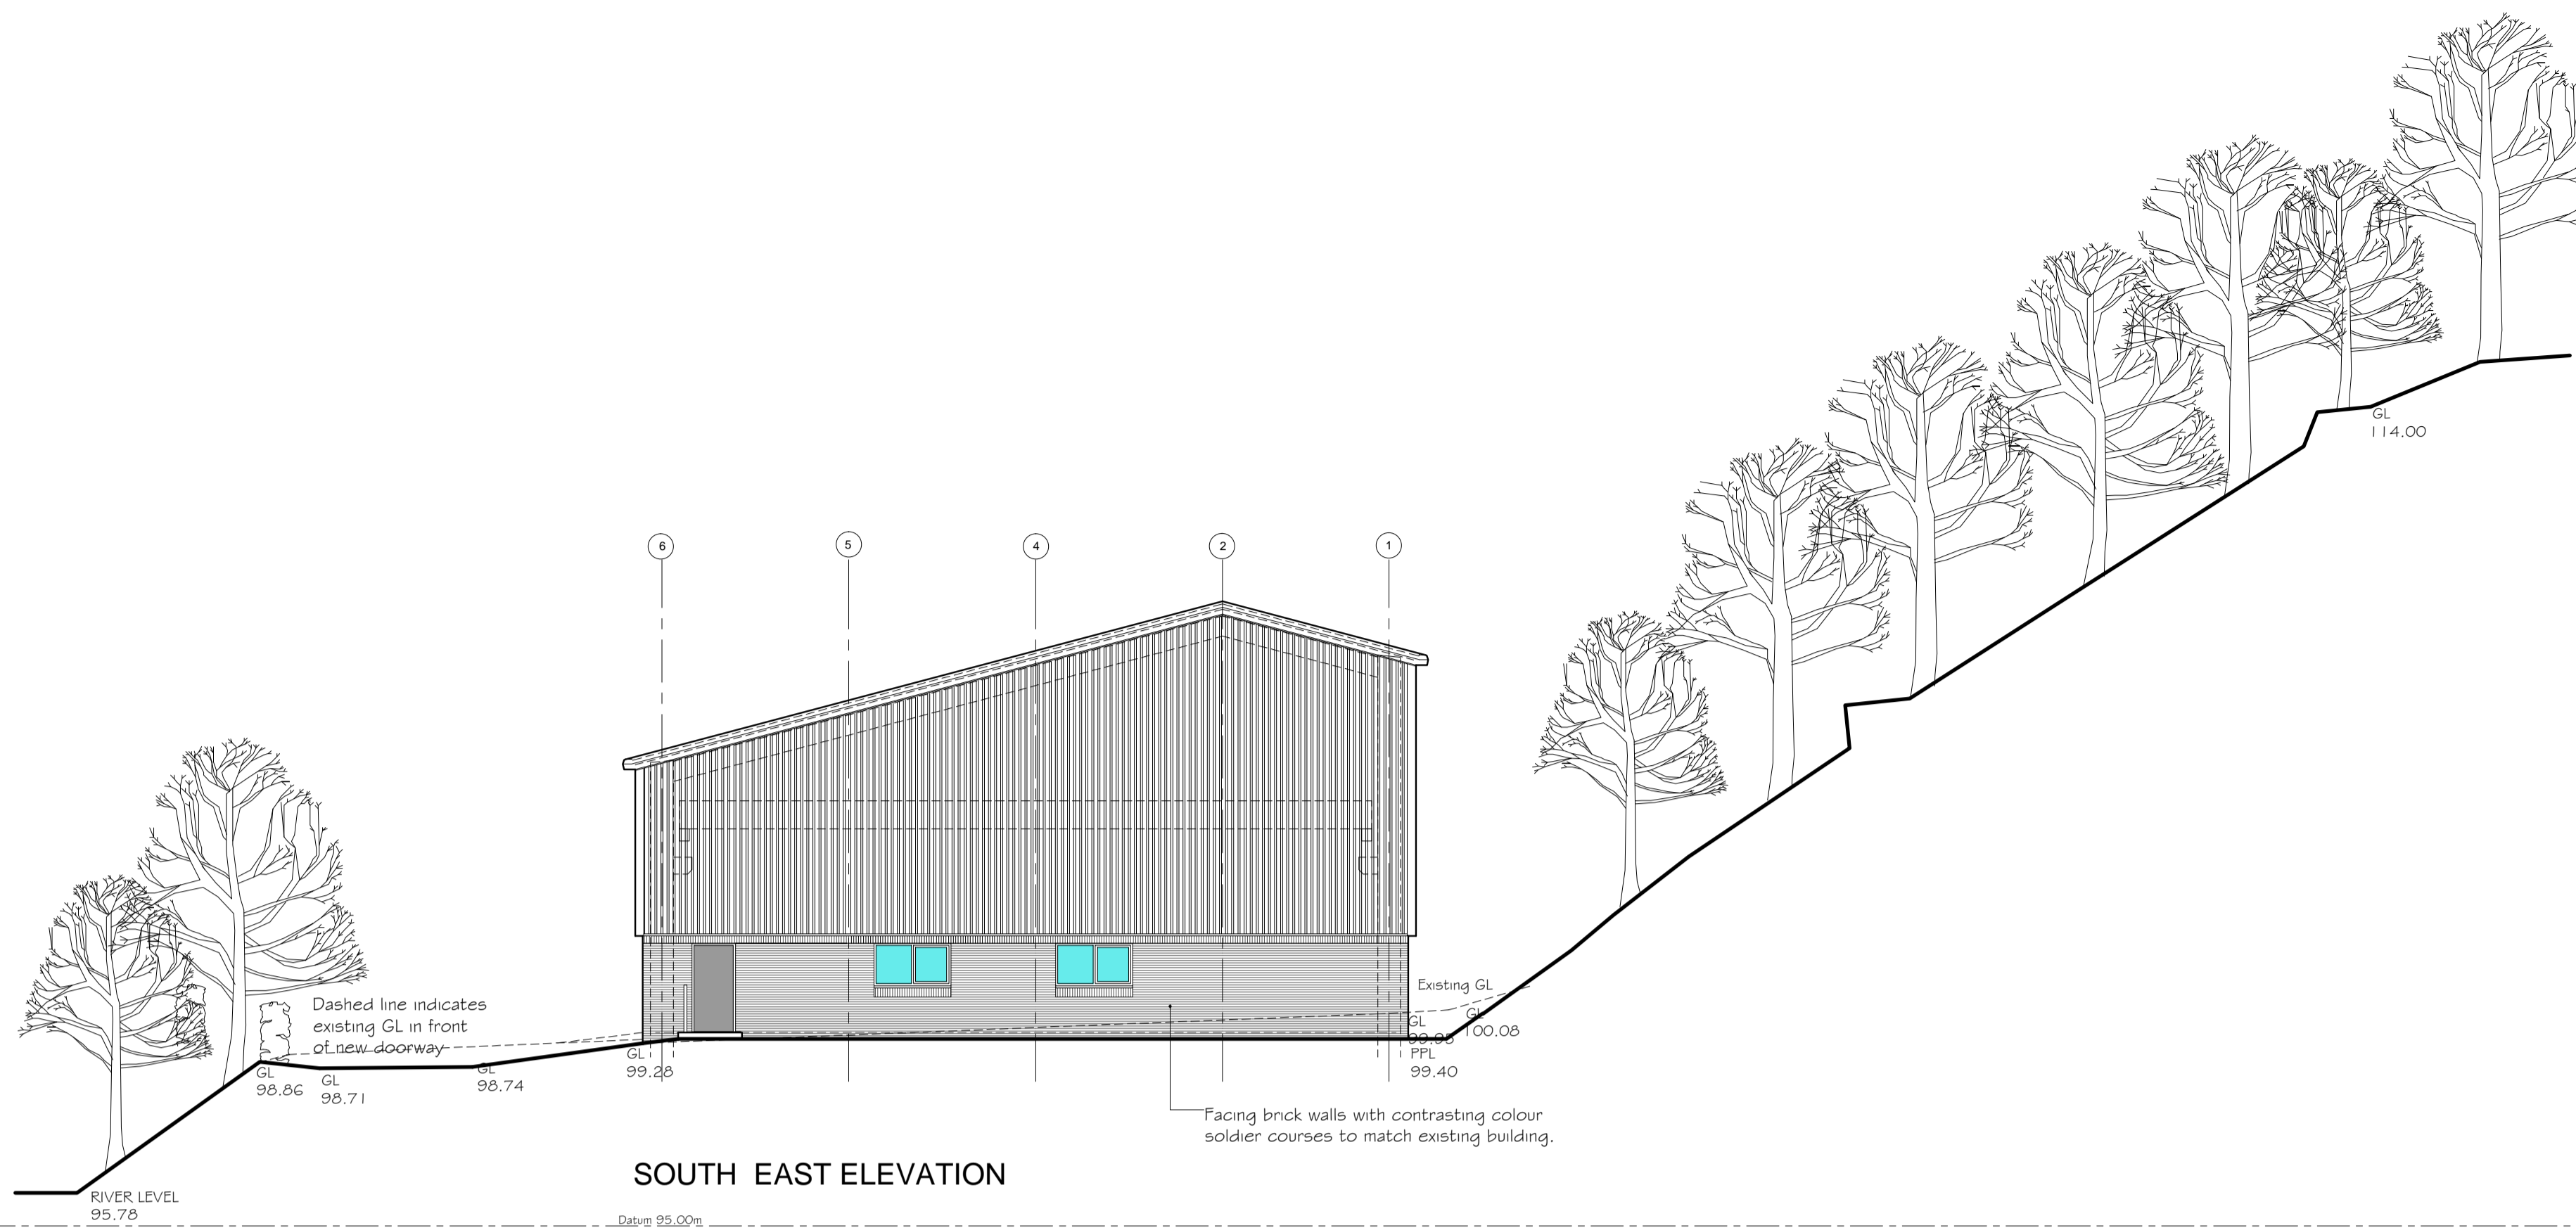 GL
114.00
6
5
4
2
1
Existing GL
GL
100.08
GL
99.95
Dashed line indicates
existing GL in front
of new doorway
GL
98.86
GL
98.71
GL
98.74
GL
99.28
PPL
99.40
Facing brick walls with contrasting colour
soldier courses to match existing building.
SOUTH EAST ELEVATION
RIVER LEVEL
95.78
Datum 95.00m